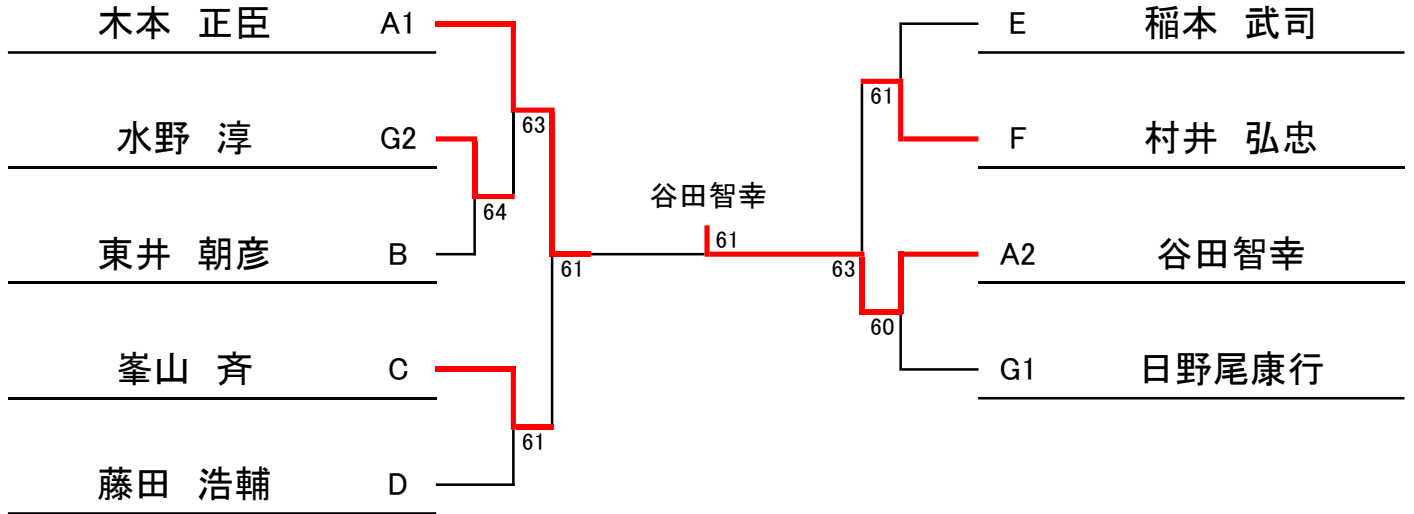 木本 正臣 A1
水野 淳 G2
東井 朝彦 B
峯山 斉 C
藤田 浩輔 D
63
64
61
61
谷田智幸
61
61
63
60
E 稲本 武司
F 村井 弘忠
A2 谷田智幸
G1 日野尾康行